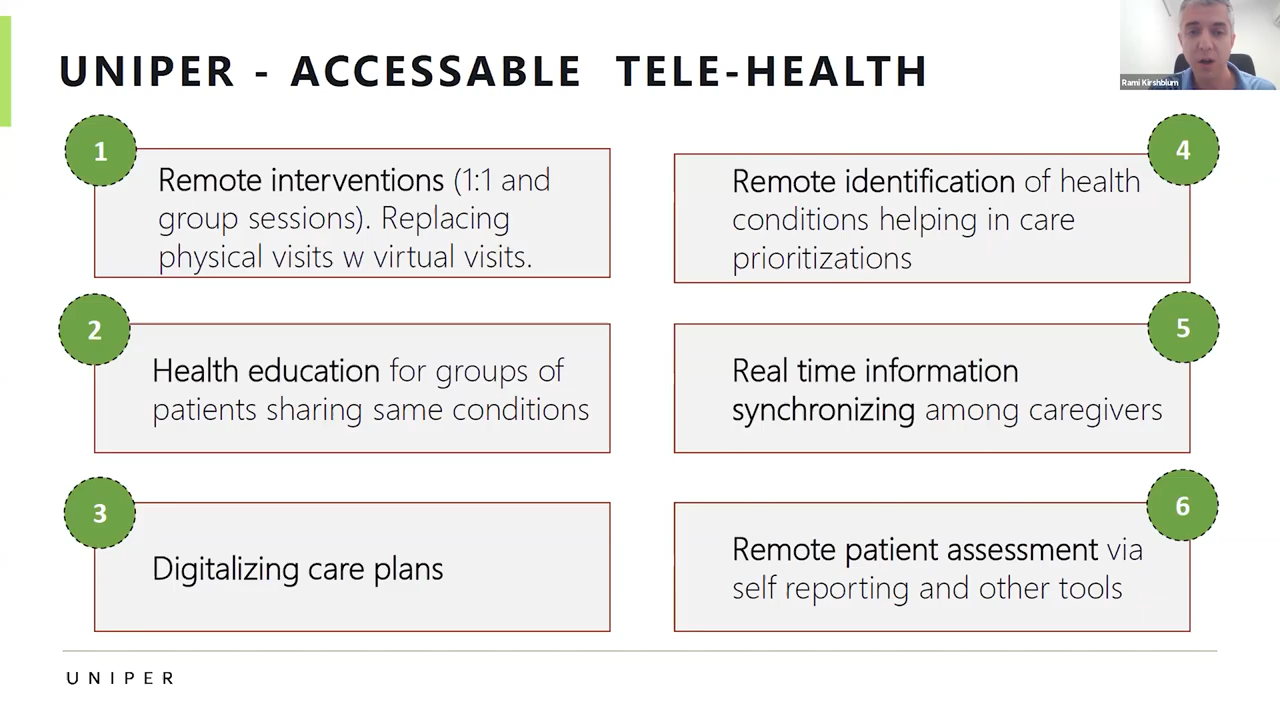 UNIPER - ACCESSABLE TELE-HEALTH
Rami Kirshblum
1
Remote interventions (1:1 and
group sessions). Replacing
physical visits w virtual visits.
2
Health education for groups of
patients sharing same conditions
3
Digitalizing care plans
4
Remote identification of health
conditions helping in care
prioritizations
5
Real time information
synchronizing among caregivers
6
Remote patient assessment via
self reporting and other tools
UNIPER